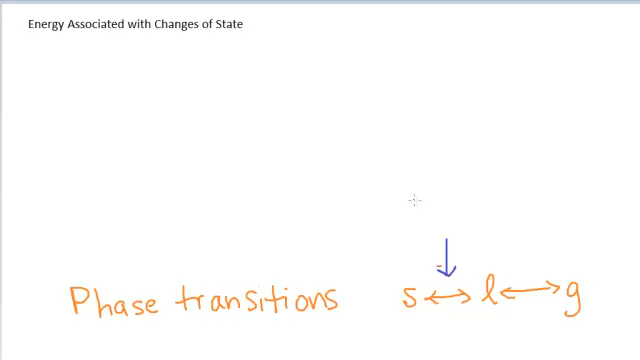 Energy Associated with Changes of State
Phase transitions s ↔ l ↔ g